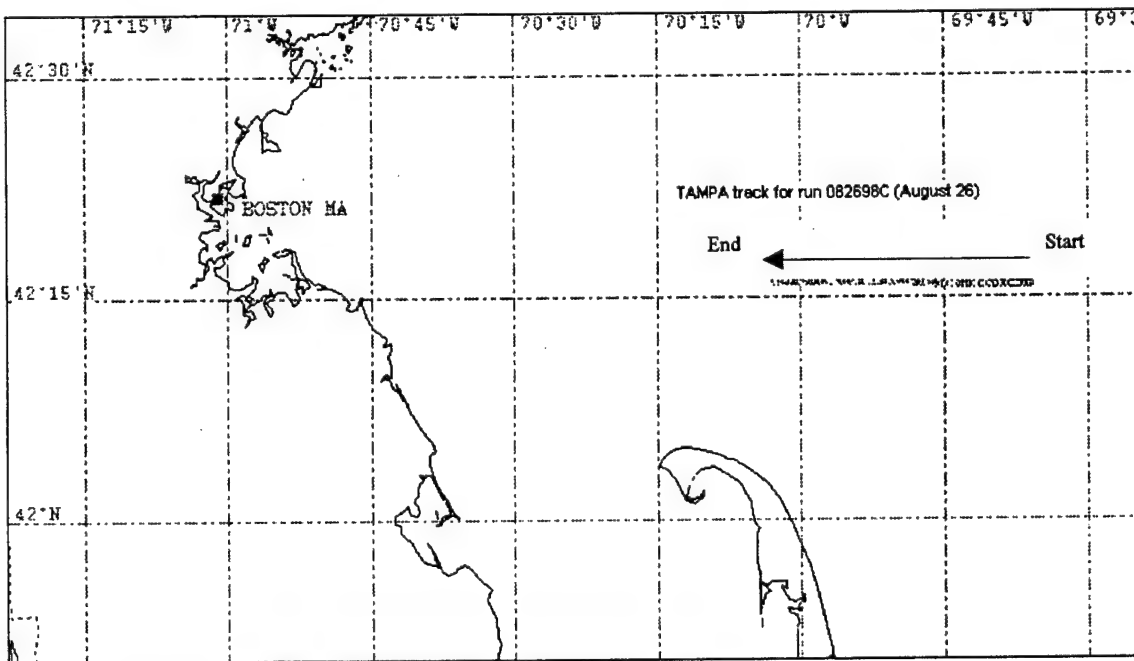 71°15'W 71°W 70°45'W 70°30'W 70°15'W 70°W 69°45'W
42°30'N
TAMPA track for run 082698C (August 26)
BOSTON MA
End Start
42°15'N
42°N